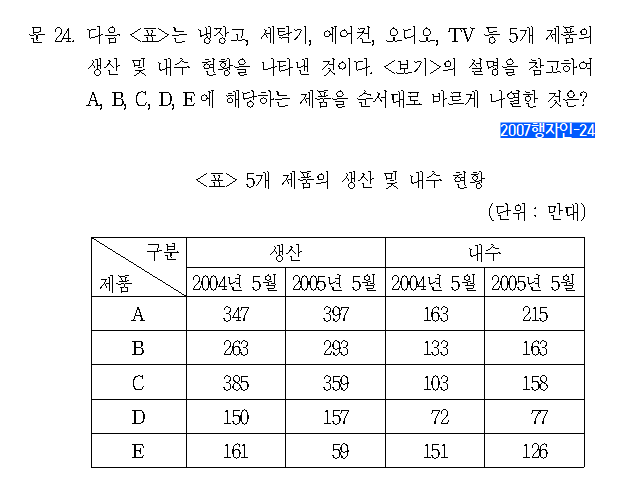 문 24. 다음 <표>는 냉장고, 세탁기, 에어컨, 오디오, TV 등 5개 제품의
생산 및 내수 현황을 나타낸 것이다. <보기>의 설명을 참고하여
A, B, C, D, E에 해당하는 제품을 순서대로 바르게 나열한 것은?
2007행자인-24
<표> 5개 제품의 생산 및 내수 현황
(단위 : 만대)
구분 생산 내수
제품 2004년 5월 2005년 5월 2004년 5월 2005년 5월
A 347 397 163 215
B 263 293 133 163
C 385 359 103 158
D 150 157 72 77
E 161 59 151 126